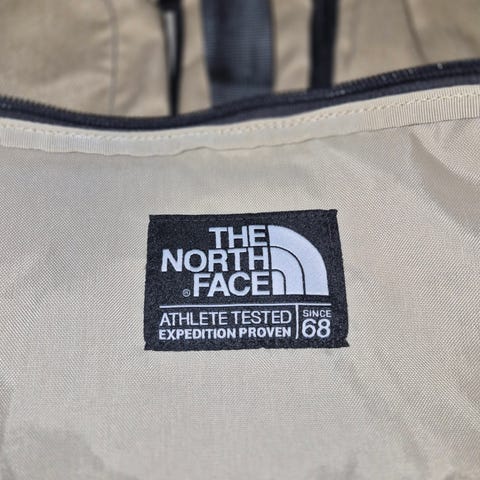 THE
NORTH
® FACE
ATHLETE TESTED
EXPEDITION PROVEN
SINCE
68